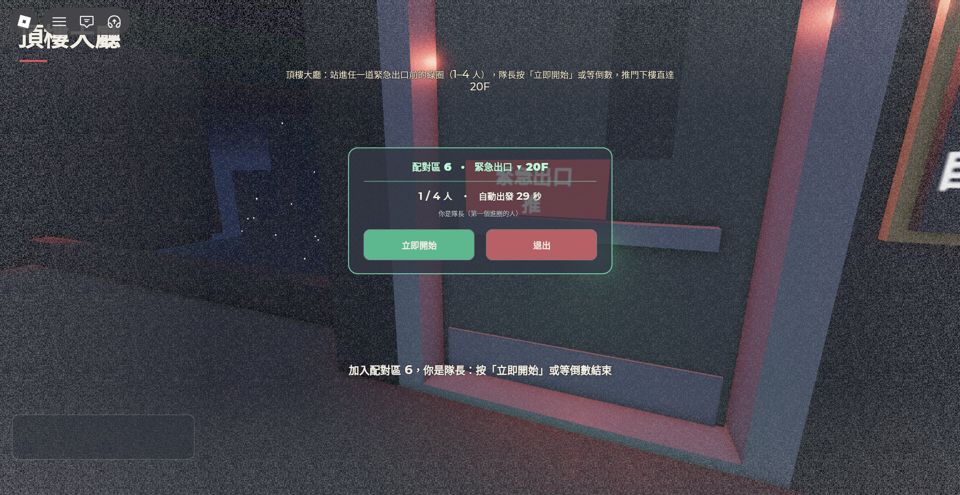 頂樓大廳
頂樓大廳：站進任一道緊急出口前的綠圈（1–4 人），隊長按「立即開始」或等倒數，推門下樓直達
20F
配對區 6 • 緊急出口 ▼ 20F
緊急出口
推
1 / 4 人 • 自動出發 29 秒
你是隊長（第一個進圈的人）
立即開始
退出
加入配對區 6，你是隊長：按「立即開始」或等倒數結束